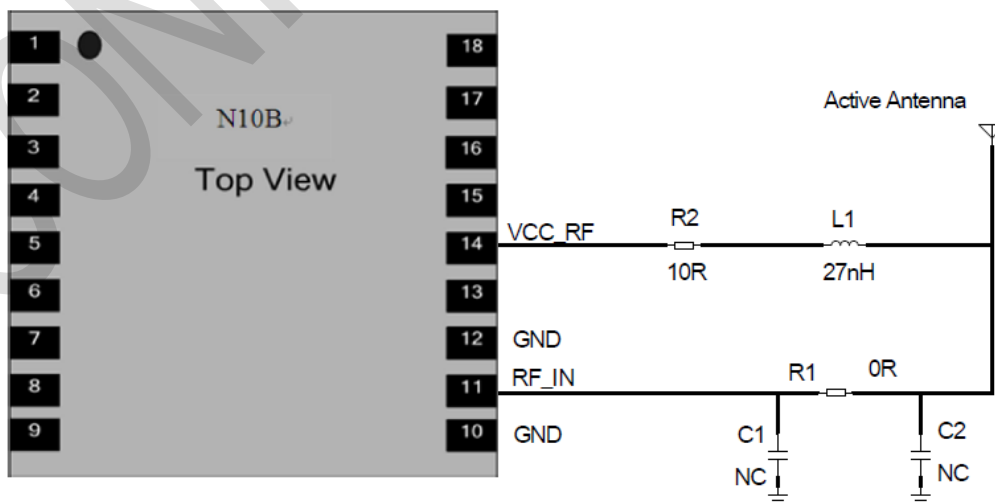 1
18
2
17
N10B
3
16
Top View
4
15
5
14
6
13
7
12
8
11
9
10
Active Antenna
VCC_RF
R2
L1
10R
27nH
GND
RF_IN
R1
0R
GND
C1
C2
NC
NC